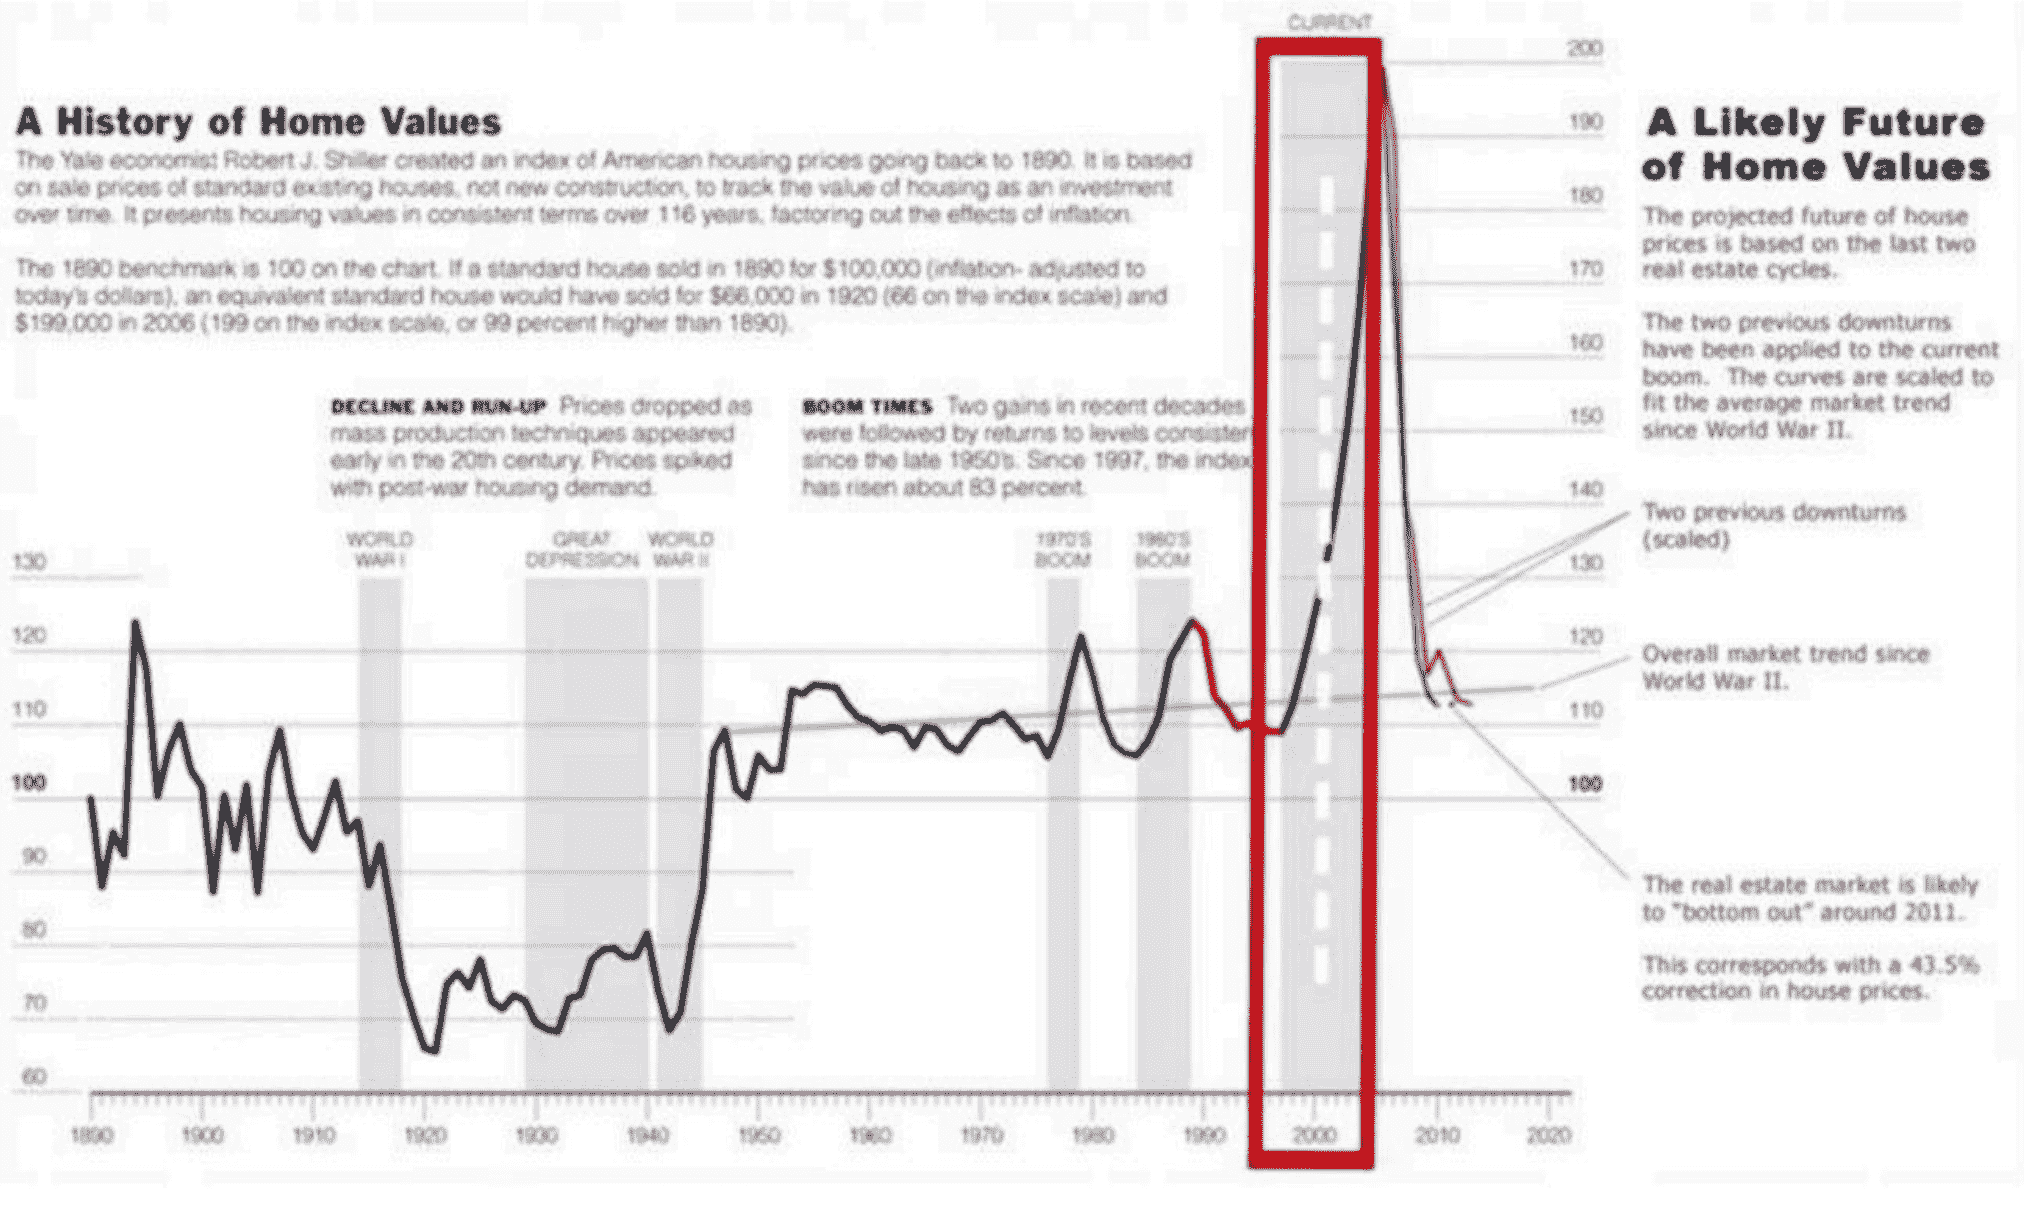 CURRENT
A History of Home Values
The Yale economist Robert J. Shiller created an index of American housing prices going back to 1890. It is based
on sale prices of standard existing houses, not new construction, to track the value of housing as an investment
over time. It presents housing values in consistent terms over 116 years, factoring out the effects of inflation.
The 1890 benchmark is 100 on the chart. If a standard house sold in 1890 for $100,000 (inflation- adjusted to
today's dollars), an equivalent standard house would have sold for $66,000 in 1920 (66 on the index scale) and
$199,000 in 2006 (199 on the index scale, or 99 percent higher than 1890).
DECLINE AND RUN-UP Prices dropped as
mass production techniques appeared
early in the 20th century. Prices spiked
with post-war housing demand.
BOOM TIMES Two gains in recent decades
were followed by returns to levels consisten
since the late 1950's. Since 1997, the index
has risen about 83 percent.
WORLD
WAR I
GREAT
DEPRESSION
WORLD
WAR II
1970'S
BOOM
1980'S
BOOM
130
120
110
100
90
80
70
60
200
190
180
170
160
150
140
130
120
110
100
1890
1900
1910
1920
1930
1940
1950
1960
1970
1980
1990
2000
2010
2020
A Likely Future
of Home Values
The projected future of house
prices is based on the last two
real estate cycles.
The two previous downturns
have been applied to the current
boom. The curves are scaled to
fit the average market trend
since World War II.
Two previous downturns
(scaled)
Overall market trend since
World War II.
The real estate market is likely
to "bottom out" around 2011.
This corresponds with a 43.5%
correction in house prices.